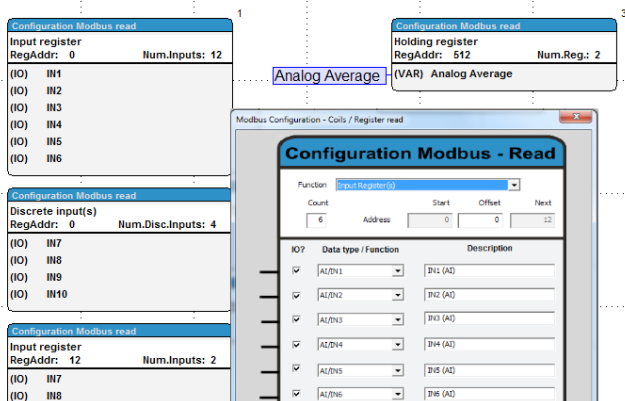 1
3
Configuration Modbus read
Input register
RegAddr: 0 Num.Inputs: 12
(IO) IN1
(IO) IN2
(IO) IN3
(IO) IN4
(IO) IN5
(IO) IN6
Configuration Modbus read
Holding register
RegAddr: 512 Num.Reg.: 2
Analog Average
(VAR) Analog Average
Configuration Modbus read
Discrete input(s)
RegAddr: 0 Num.Disc.Inputs: 4
(IO) IN7
(IO) IN8
(IO) IN9
(IO) IN10
Configuration Modbus read
Input register
RegAddr: 12 Num.Inputs: 2
(IO) IN7
(IO) IN8
Modbus Configuration - Coils / Register read
Configuration Modbus - Read
Function Input Register(s)
Count Start Offset Next
6 Address 0 0 12
IO? Data type / Function Description
AI/IN1 IN1 (AI)
AI/IN2 IN2 (AI)
AI/IN3 IN3 (AI)
AI/IN4 IN4 (AI)
AI/IN5 IN5 (AI)
AI/IN6 IN6 (AI)